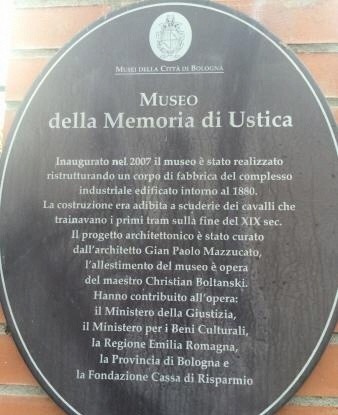 MUSEI DELLA CITTÀ DI BOLOGNA
MUSEO
della Memoria di Ustica
Inaugurato nel 2007 il museo è stato realizzato
ristrutturando un corpo di fabbrica del complesso
industriale edificato intorno al 1880.
La costruzione era adibita a scuderie dei cavalli che
trainavano i primi tram sulla fine del XIX sec.
Il progetto architettonico è stato curato
dall'architetto Gian Paolo Mazzucato,
l'allestimento del museo è opera
del maestro Christian Boltanski.
Hanno contribuito all'opera:
il Ministero della Giustizia,
il Ministero per i Beni Culturali,
la Regione Emilia Romagna,
la Provincia di Bologna e
la Fondazione Cassa di Risparmio